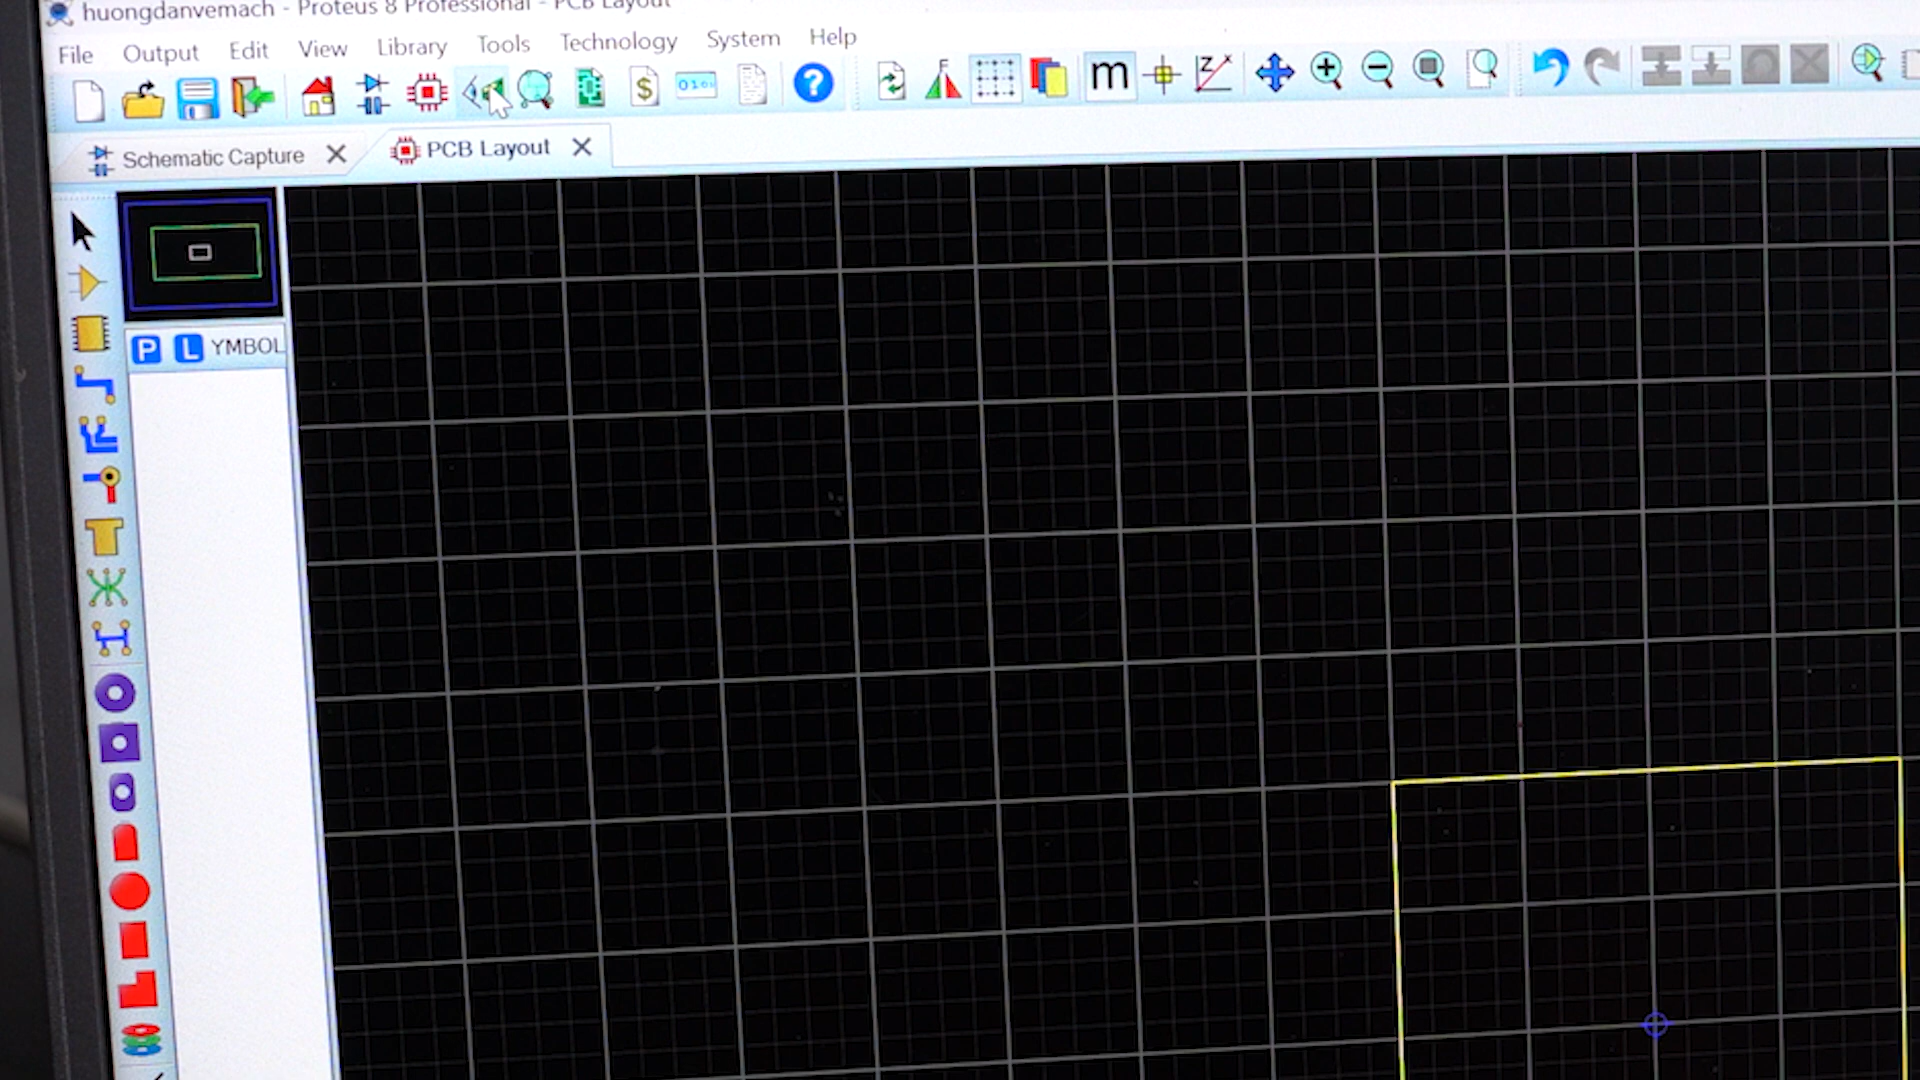 huongdanvemach - Proteus 8 Professional - PCB Layout
File Output Edit View Library Tools Technology System Help
$ 010 ? F m Z
Schematic Capture PCB Layout
P L YMBOL